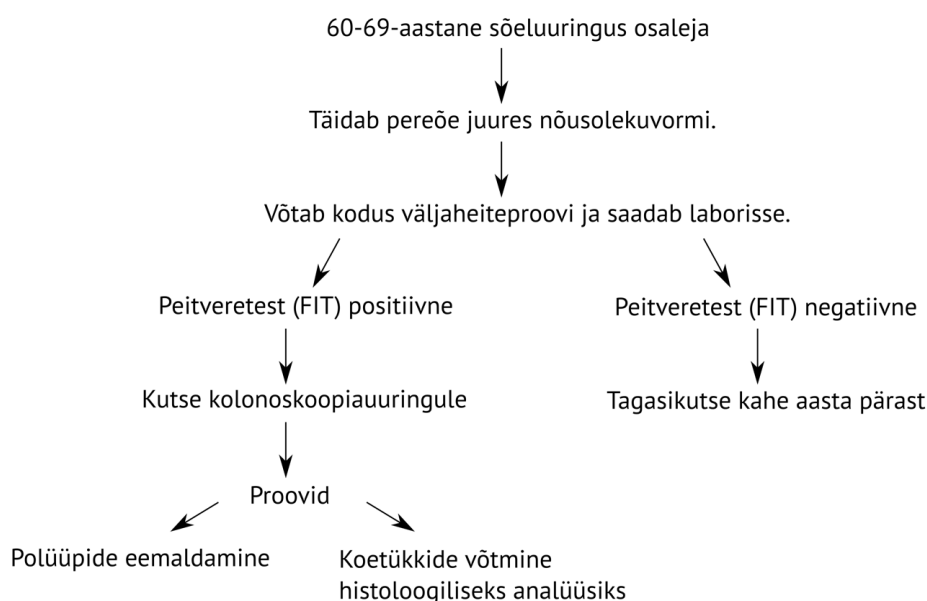 60-69-aastane sõeluuringus osaleja
Täidab pereõe juures nõusolekuvormi.
Võtab kodus väljaheiteproovi ja saadab laborisse.
Peitveretest (FIT) positiivne
Peitveretest (FIT) negatiivne
Kutse kolonoskoopiauuringule
Tagasikutse kahe aasta pärast
Proovid
Polüüpide eemaldamine
Koetükkide võtmine
histoloogiliseks analüüsiks